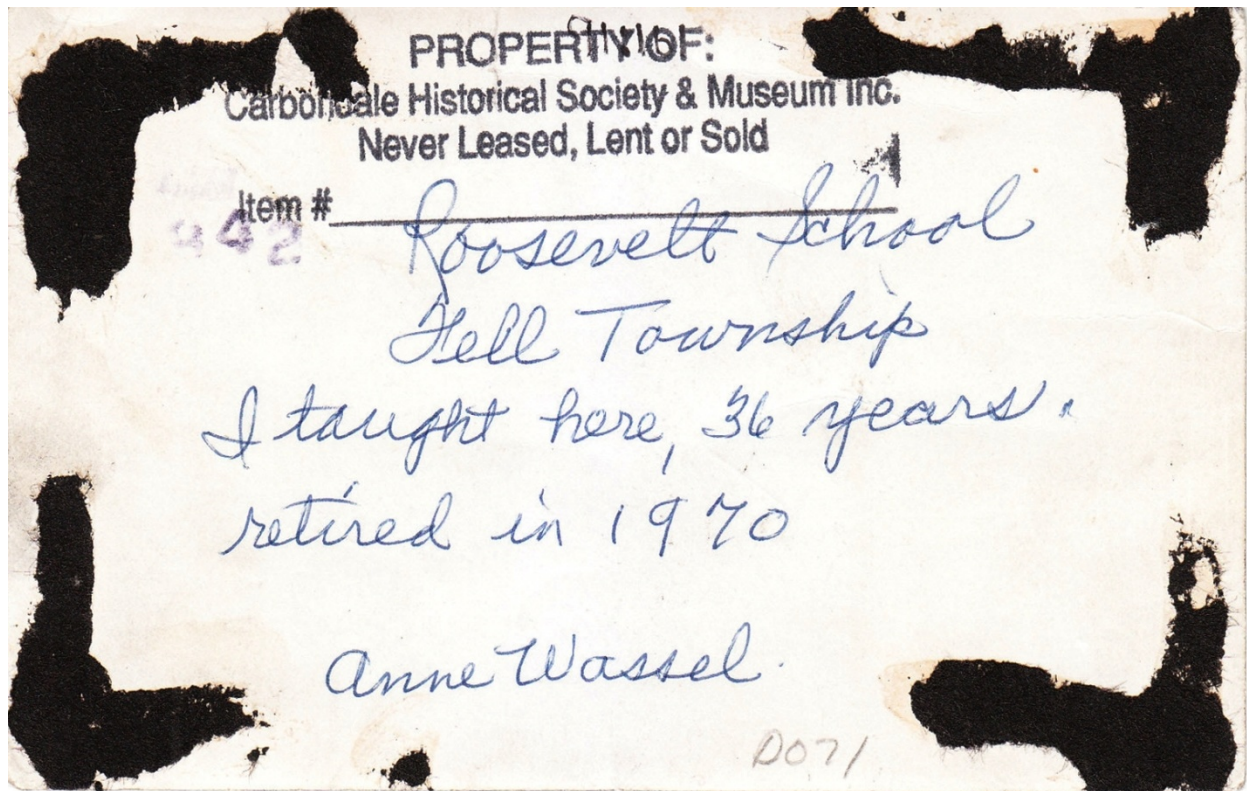 PROPERTY OF:
Carbondale Historical Society & Museum Inc.
Never Leased, Lent or Sold
Item #
442
Roosevelt School
Fell Township
I taught here, 36 years.
retired in 1970
Anne Wassel.
D071